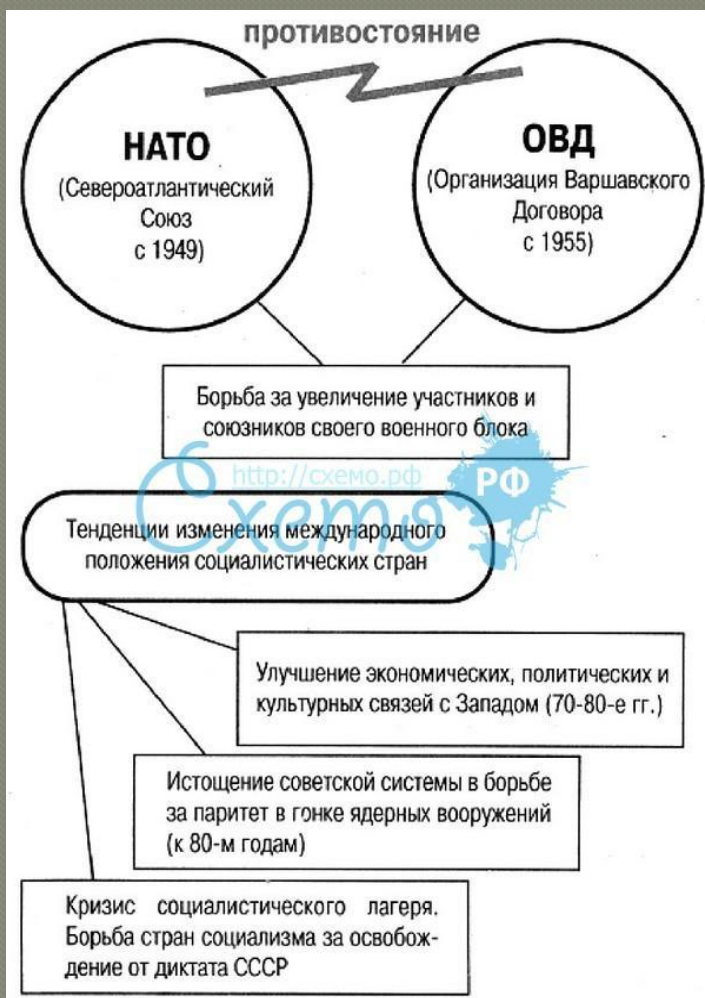 противостояние
НАТО
(Североатлантический
Союз
с 1949)
ОВД
(Организация Варшавского
Договора
с 1955)
Борьба за увеличение участников и
союзников своего военного блока
http://схемо.рф
Схемо
РФ
Тенденции изменения международного
положения социалистических стран
Улучшение экономических, политических и
культурных связей с Западом (70-80-е гг.)
Истощение советской системы в борьбе
за паритет в гонке ядерных вооружений
(к 80-м годам)
Кризис социалистического лагеря.
Борьба стран социализма за освобож-
дение от диктата СССР